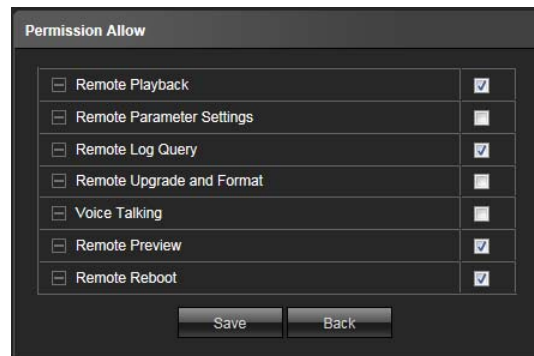 Permission Allow
Remote Playback
Remote Parameter Settings
Remote Log Query
Remote Upgrade and Format
Voice Talking
Remote Preview
Remote Reboot
Save Back